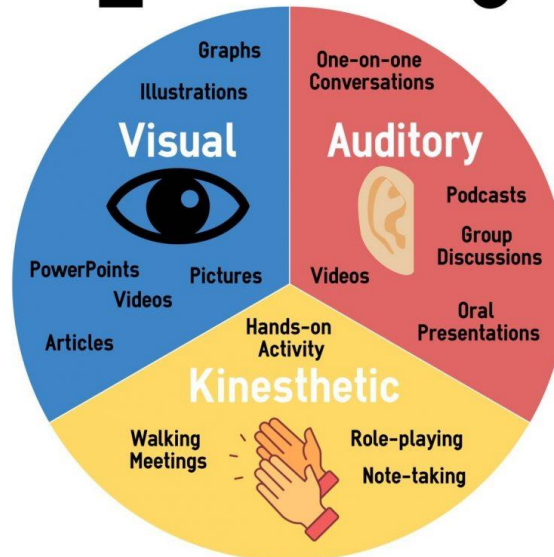 Graphs
Illustrations
Visual
PowerPoints
Pictures
Videos
Articles
One-on-one
Conversations
Auditory
Podcasts
Group
Discussions
Videos
Oral
Presentations
Hands-on
Activity
Kinesthetic
Walking
Meetings
Role-playing
Note-taking